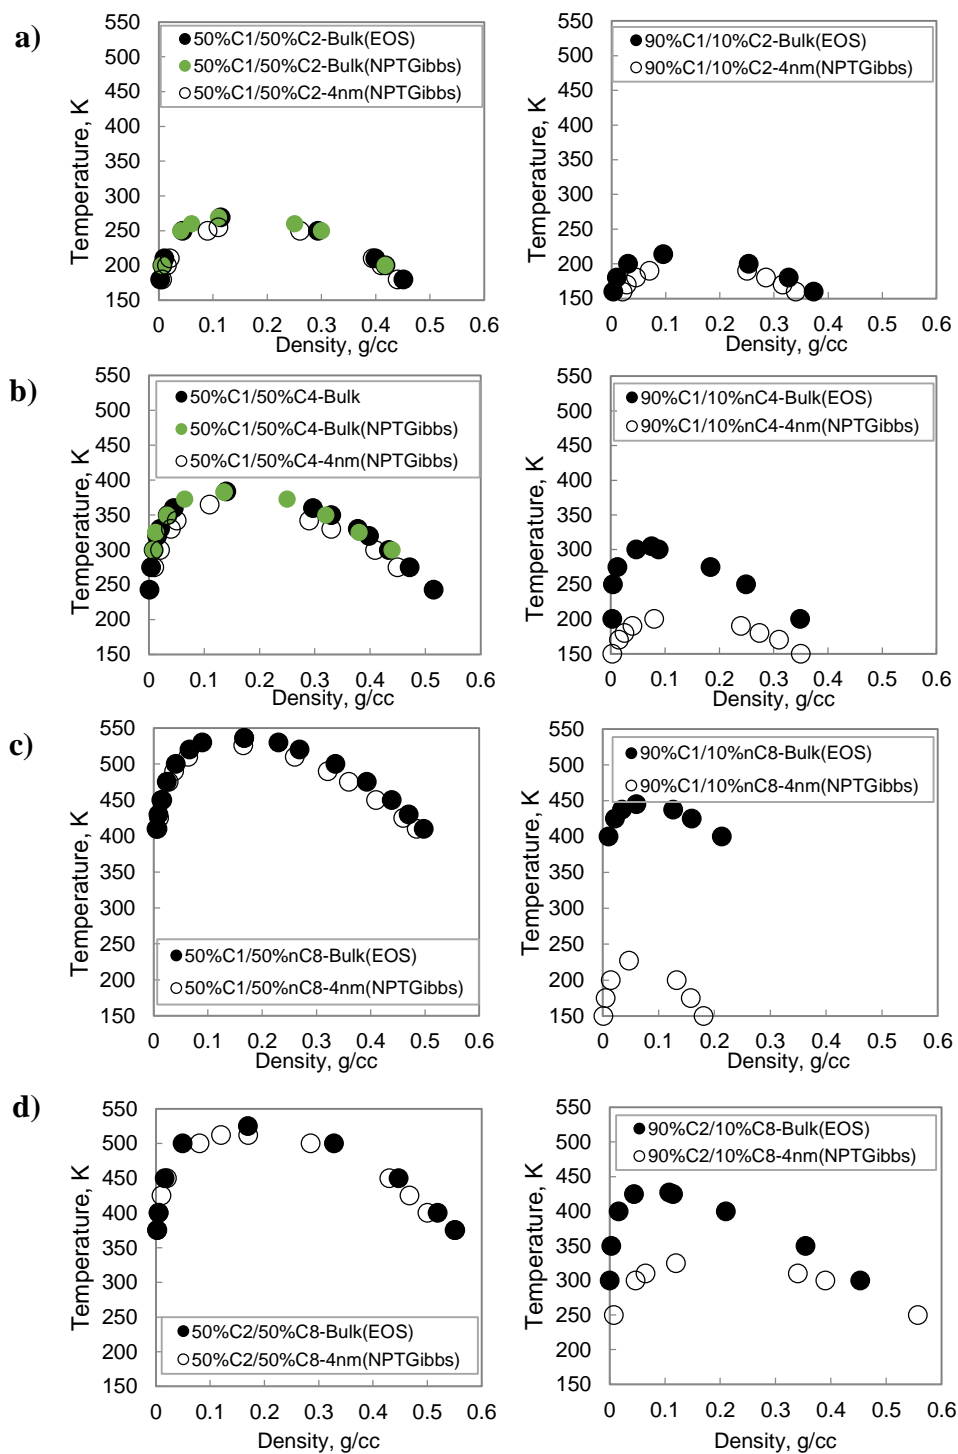 a)
Temperature, K
550
500
450
400
350
300
250
200
150
50%C1/50%C2-Bulk(EOS)
50%C1/50%C2-Bulk(NPTGibbs)
50%C1/50%C2-4nm(NPTGibbs)
0 0.1 0.2 0.3 0.4 0.5 0.6
Density, g/cc
Temperature, K
550
500
450
400
350
300
250
200
150
90%C1/10%C2-Bulk(EOS)
90%C1/10%C2-4nm(NPTGibbs)
0 0.1 0.2 0.3 0.4 0.5 0.6
Density, g/cc
b)
Temperature, K
550
500
450
400
350
300
250
200
150
50%C1/50%C4-Bulk
50%C1/50%C4-Bulk(NPTGibbs)
50%C1/50%C4-4nm(NPTGibbs)
0 0.1 0.2 0.3 0.4 0.5 0.6
Density, g/cc
Temperature, K
550
500
450
400
350
300
250
200
150
90%C1/10%nC4-Bulk(EOS)
90%C1/10%nC4-4nm(NPTGibbs)
0 0.1 0.2 0.3 0.4 0.5 0.6
Density, g/cc
c)
Temperature, K
550
500
450
400
350
300
250
200
150
50%C1/50%nC8-Bulk(EOS)
50%C1/50%nC8-4nm(NPTGibbs)
0 0.1 0.2 0.3 0.4 0.5 0.6
Density, g/cc
Temperature, K
550
500
450
400
350
300
250
200
150
90%C1/10%nC8-Bulk(EOS)
90%C1/10%nC8-4nm(NPTGibbs)
0 0.2 0.4 0.6
Density, g/cc
d)
Temperature, K
550
500
450
400
350
300
250
200
150
50%C2/50%C8-Bulk(EOS)
50%C2/50%C8-4nm(NPTGibbs)
0 0.1 0.2 0.3 0.4 0.5 0.6
Density, g/cc
Temperature, K
550
500
450
400
350
300
250
200
150
90%C2/10%C8-Bulk(EOS)
90%C2/10%C8-4nm(NPTGibbs)
0 0.1 0.2 0.3 0.4 0.5 0.6
Density, g/cc